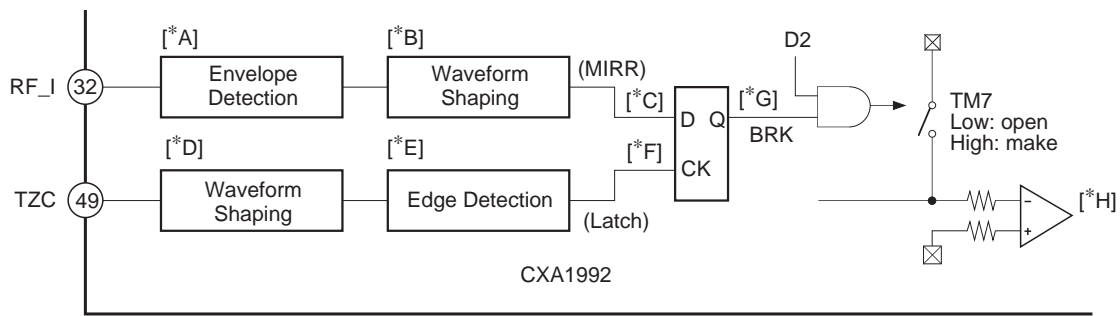 [*A]
[*B]
D2
RF_I
32
Envelope
Detection
Waveform
Shaping
(MIRR)
[*C]
D
Q
[*G]
BRK
TM7
Low: open
High: make
[*D]
[*E]
[*F]
CK
TZC
49
Waveform
Shaping
Edge Detection
(Latch)
−
+
[*H]
CXA1992